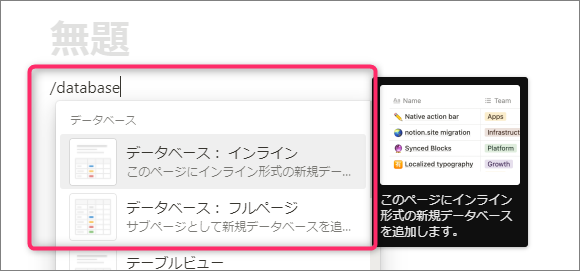 無題
/database
データベース
データベース： インライン
このページにインライン形式の新規デー...
データベース： フルページ
サブページとして新規データベースを追...
テーブルビュー
Aa Name
Team
Native action bar
Apps
notion.site migration
Infrastruct
Synced Blocks
Platform
Localized typography
Growth
このページにインライン
形式の新規データベース
を追加します。